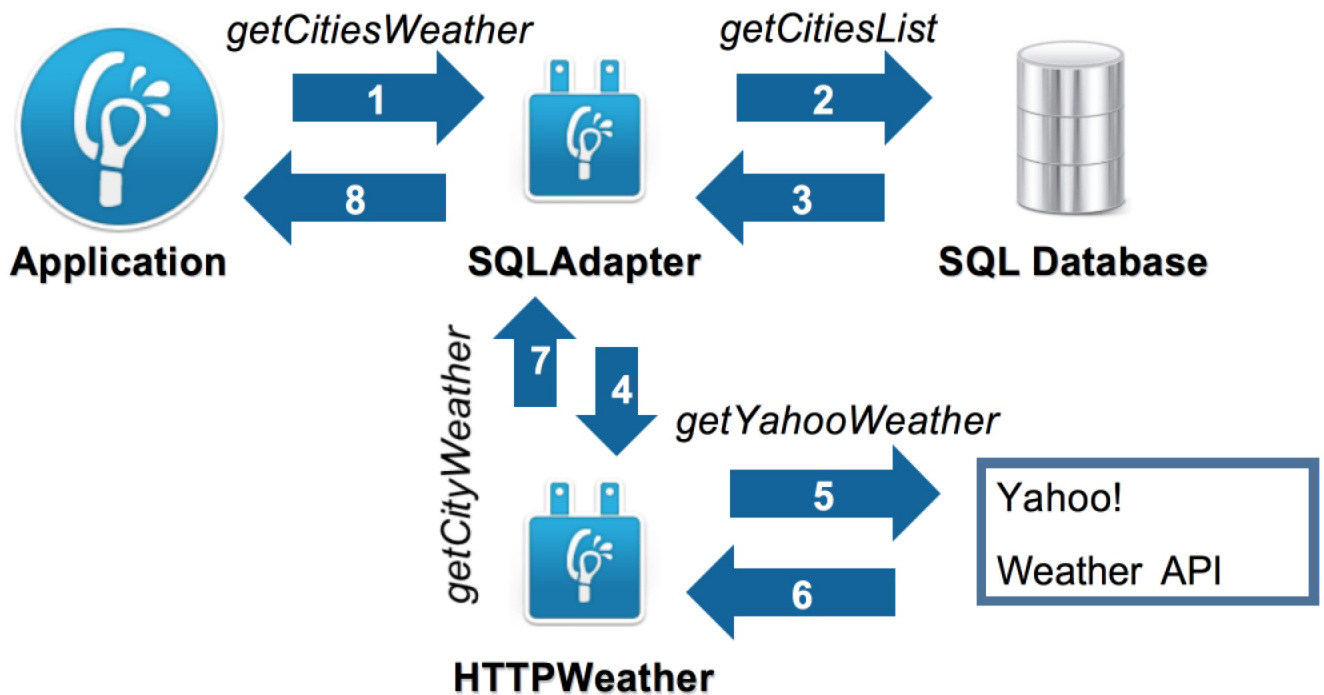 getCitiesWeather
getCitiesList
1
2
8
3
Application
SQLAdapter
SQL Database
getCityWeather
7
4
getYahooWeather
5
Yahoo!
Weather API
6
HTTPWeather